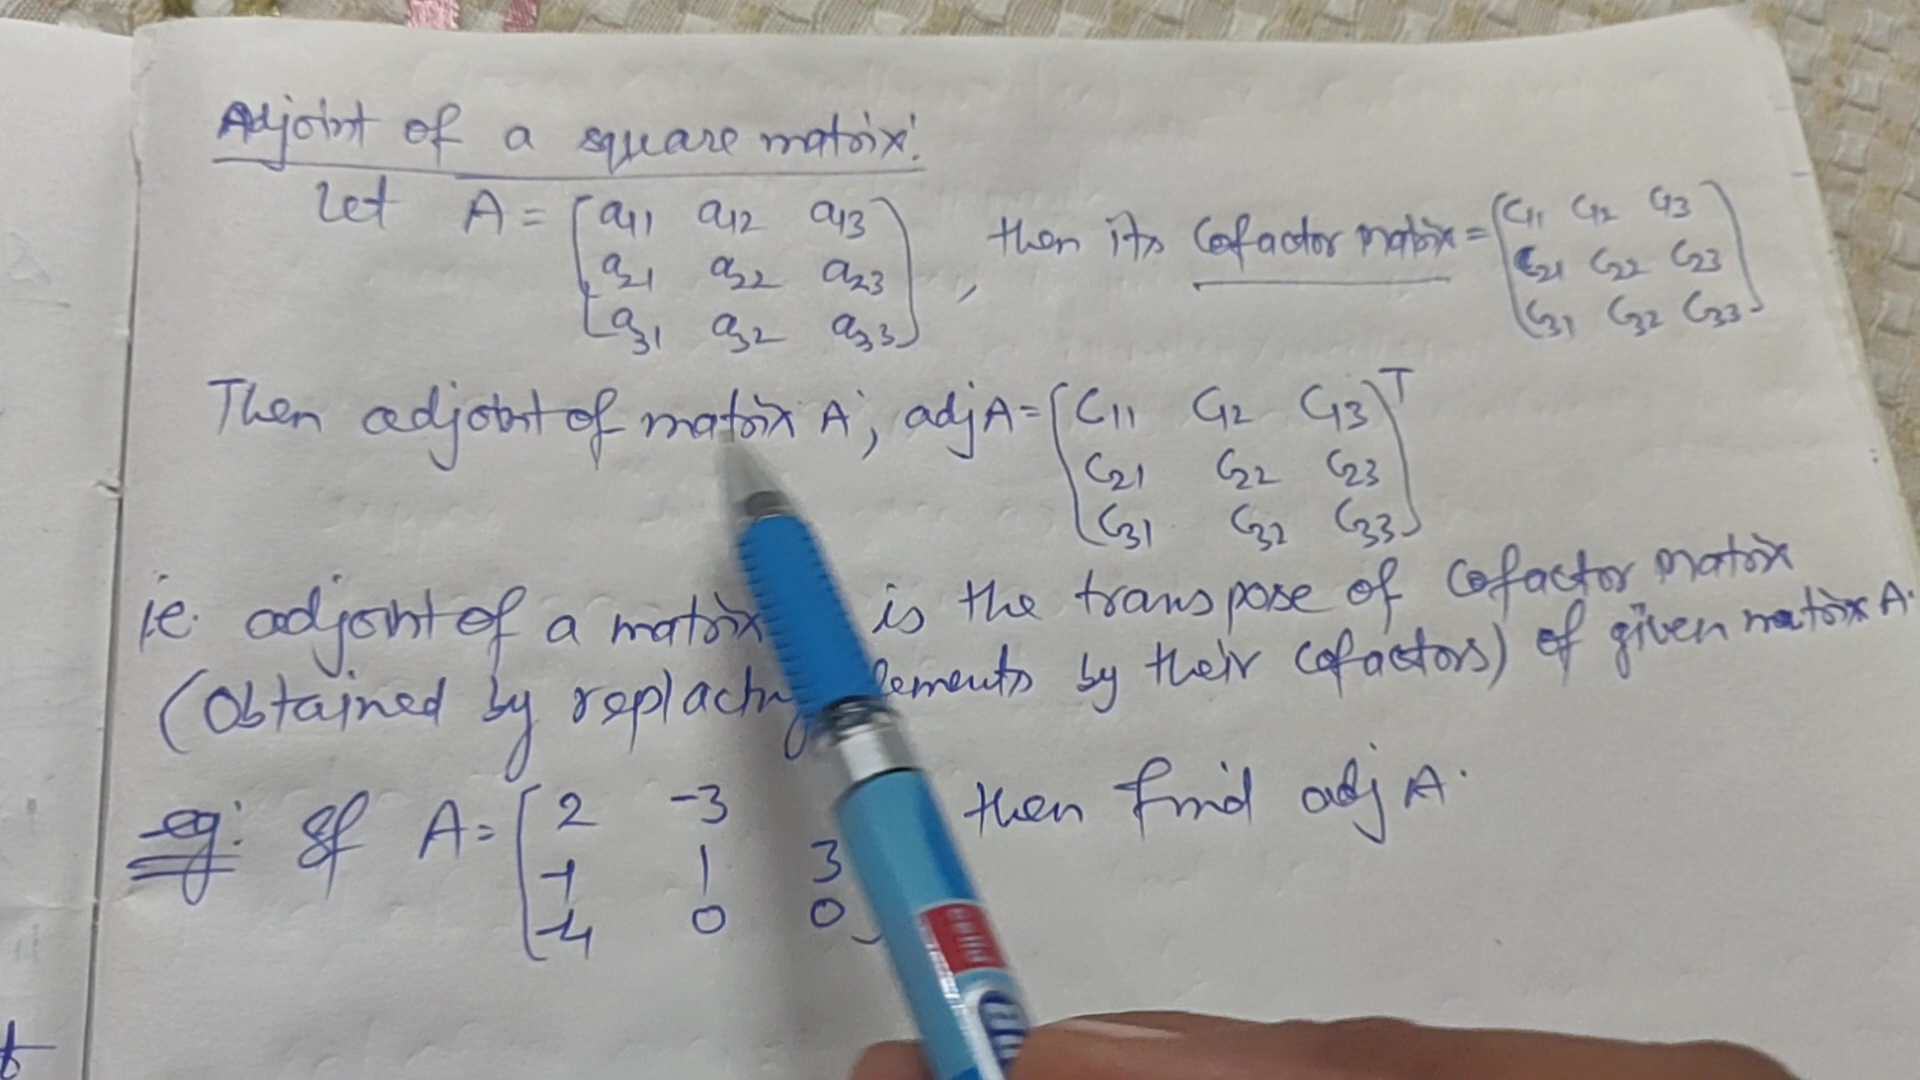 Adjoint of a square matrix:
Let A = [a11 a12 a13
a21 a22 a23
a31 a32 a33] , then its Cofactor matrix = [C11 C12 C13
C21 C22 C23
C31 C32 C33]
Then adjoint of matrix A, adj A = [C11 C12 C13
C21 C22 C23
C31 C32 C33]^T
i.e. adjoint of a matrix is the transpose of Cofactor matrix
(Obtained by replacing by their Cofactors) of given matrix A.
eg: If A = [2 -3 then find adj A.
-1 1 3
-4 0 0]
cello